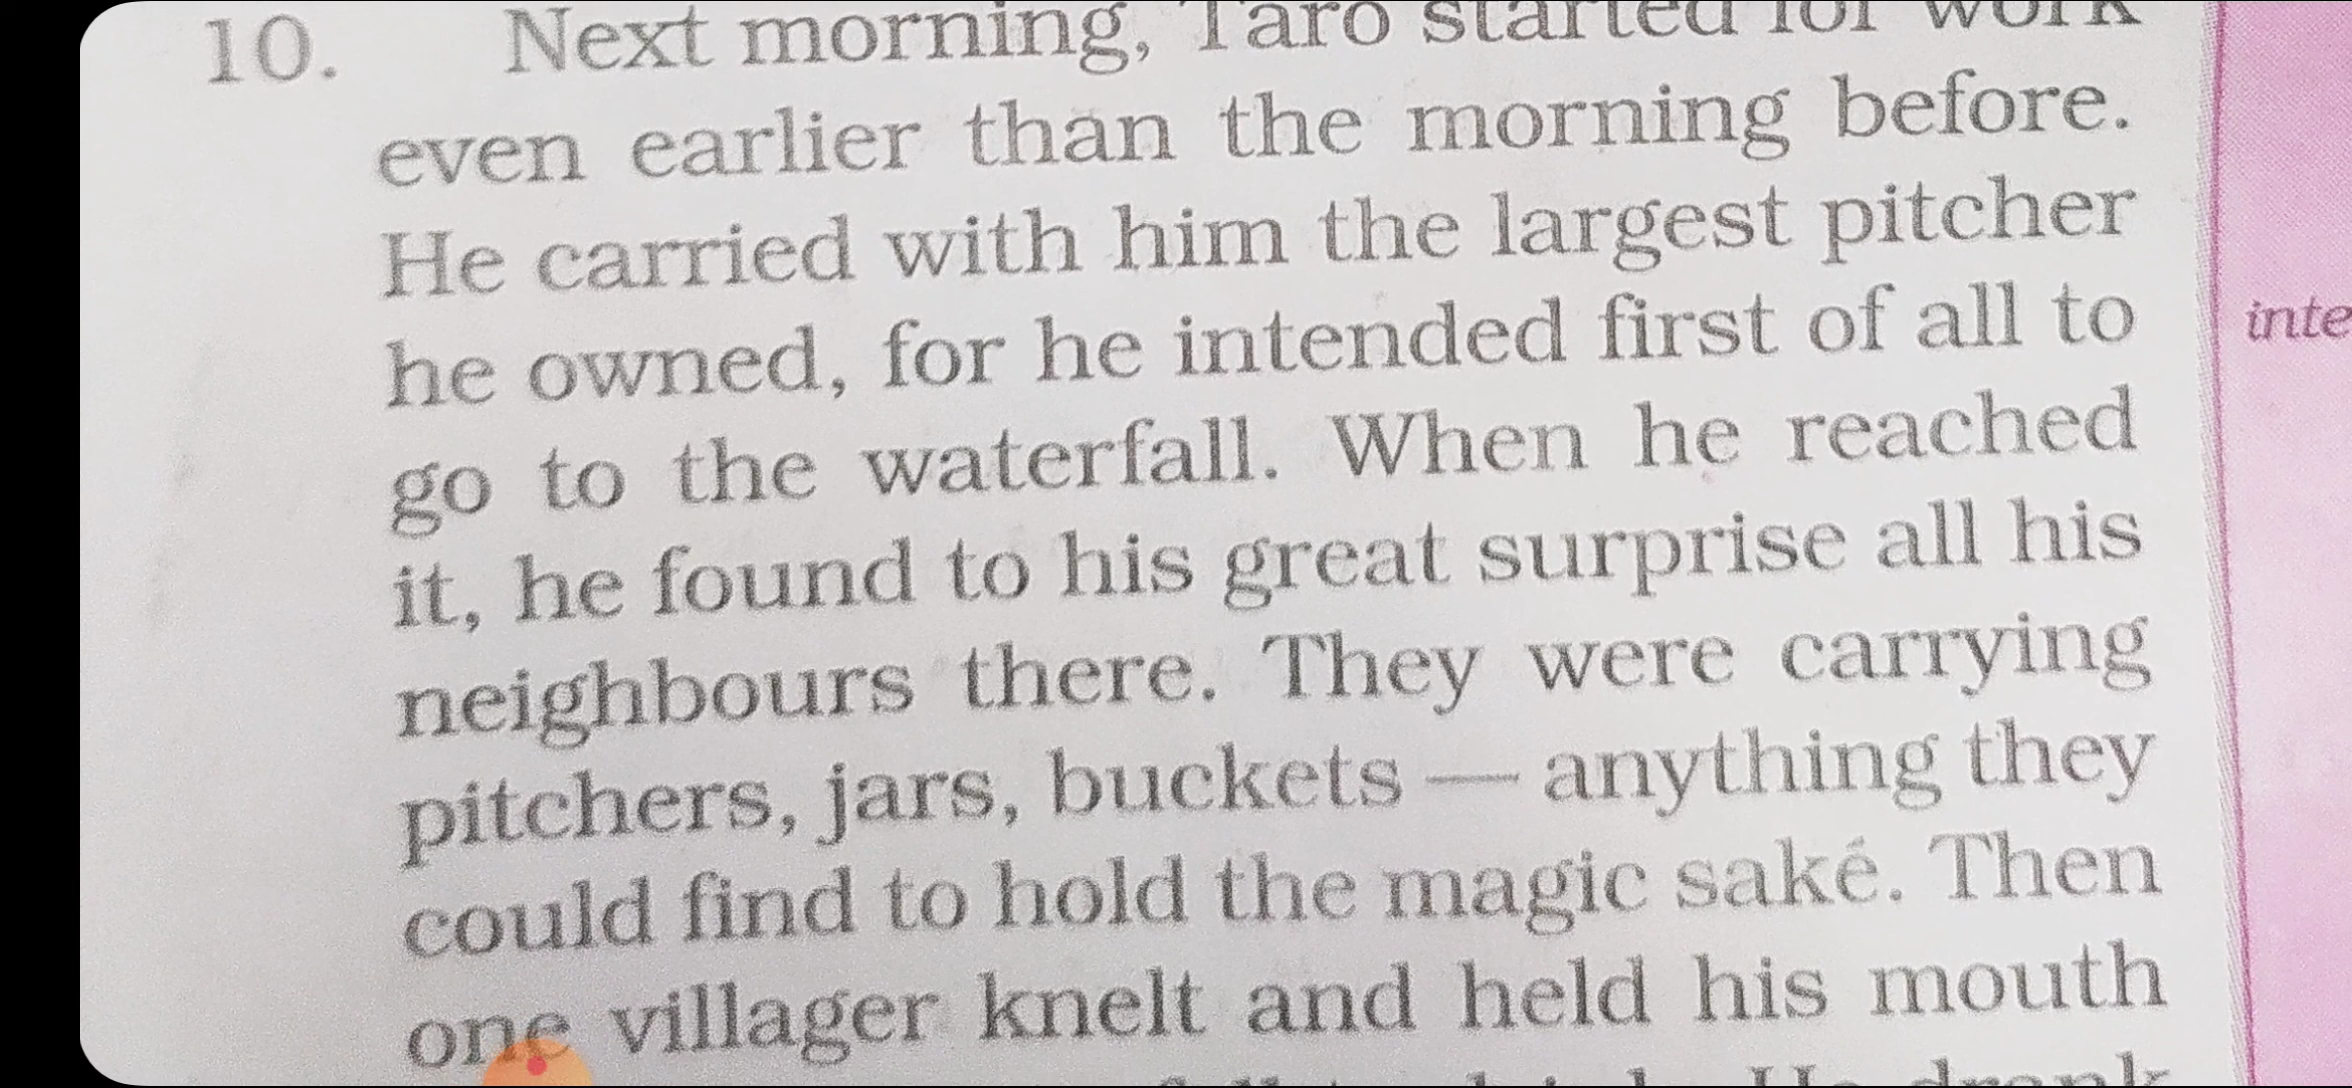 10. Next morning, Taro started for work
even earlier than the morning before.
He carried with him the largest pitcher
he owned, for he intended first of all to
inte
go to the waterfall. When he reached
it, he found to his great surprise all his
neighbours there. They were carrying
pitchers, jars, buckets — anything they
could find to hold the magic saké. Then
one villager knelt and held his mouth
He drank